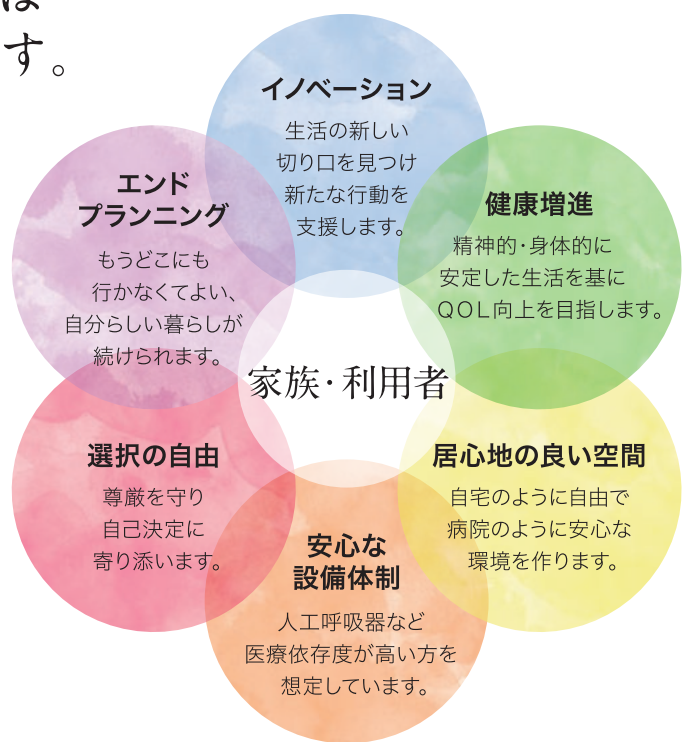 は
す。
イノベーション
生活の新しい
切り口を見つけ
新たな行動を
支援します。
健康増進
精神的・身体的に
安定した生活を基に
QOL向上を目指します。
エンド
プランニング
もうどこにも
行かなくてよい、
自分らしい暮らしが
続けられます。
家族・利用者
選択の自由
尊厳を守り
自己決定に
寄り添います。
居心地の良い空間
自宅のように自由で
病院のように安心な
環境を作ります。
安心な
設備体制
人工呼吸器など
医療依存度が高い方を
想定しています。